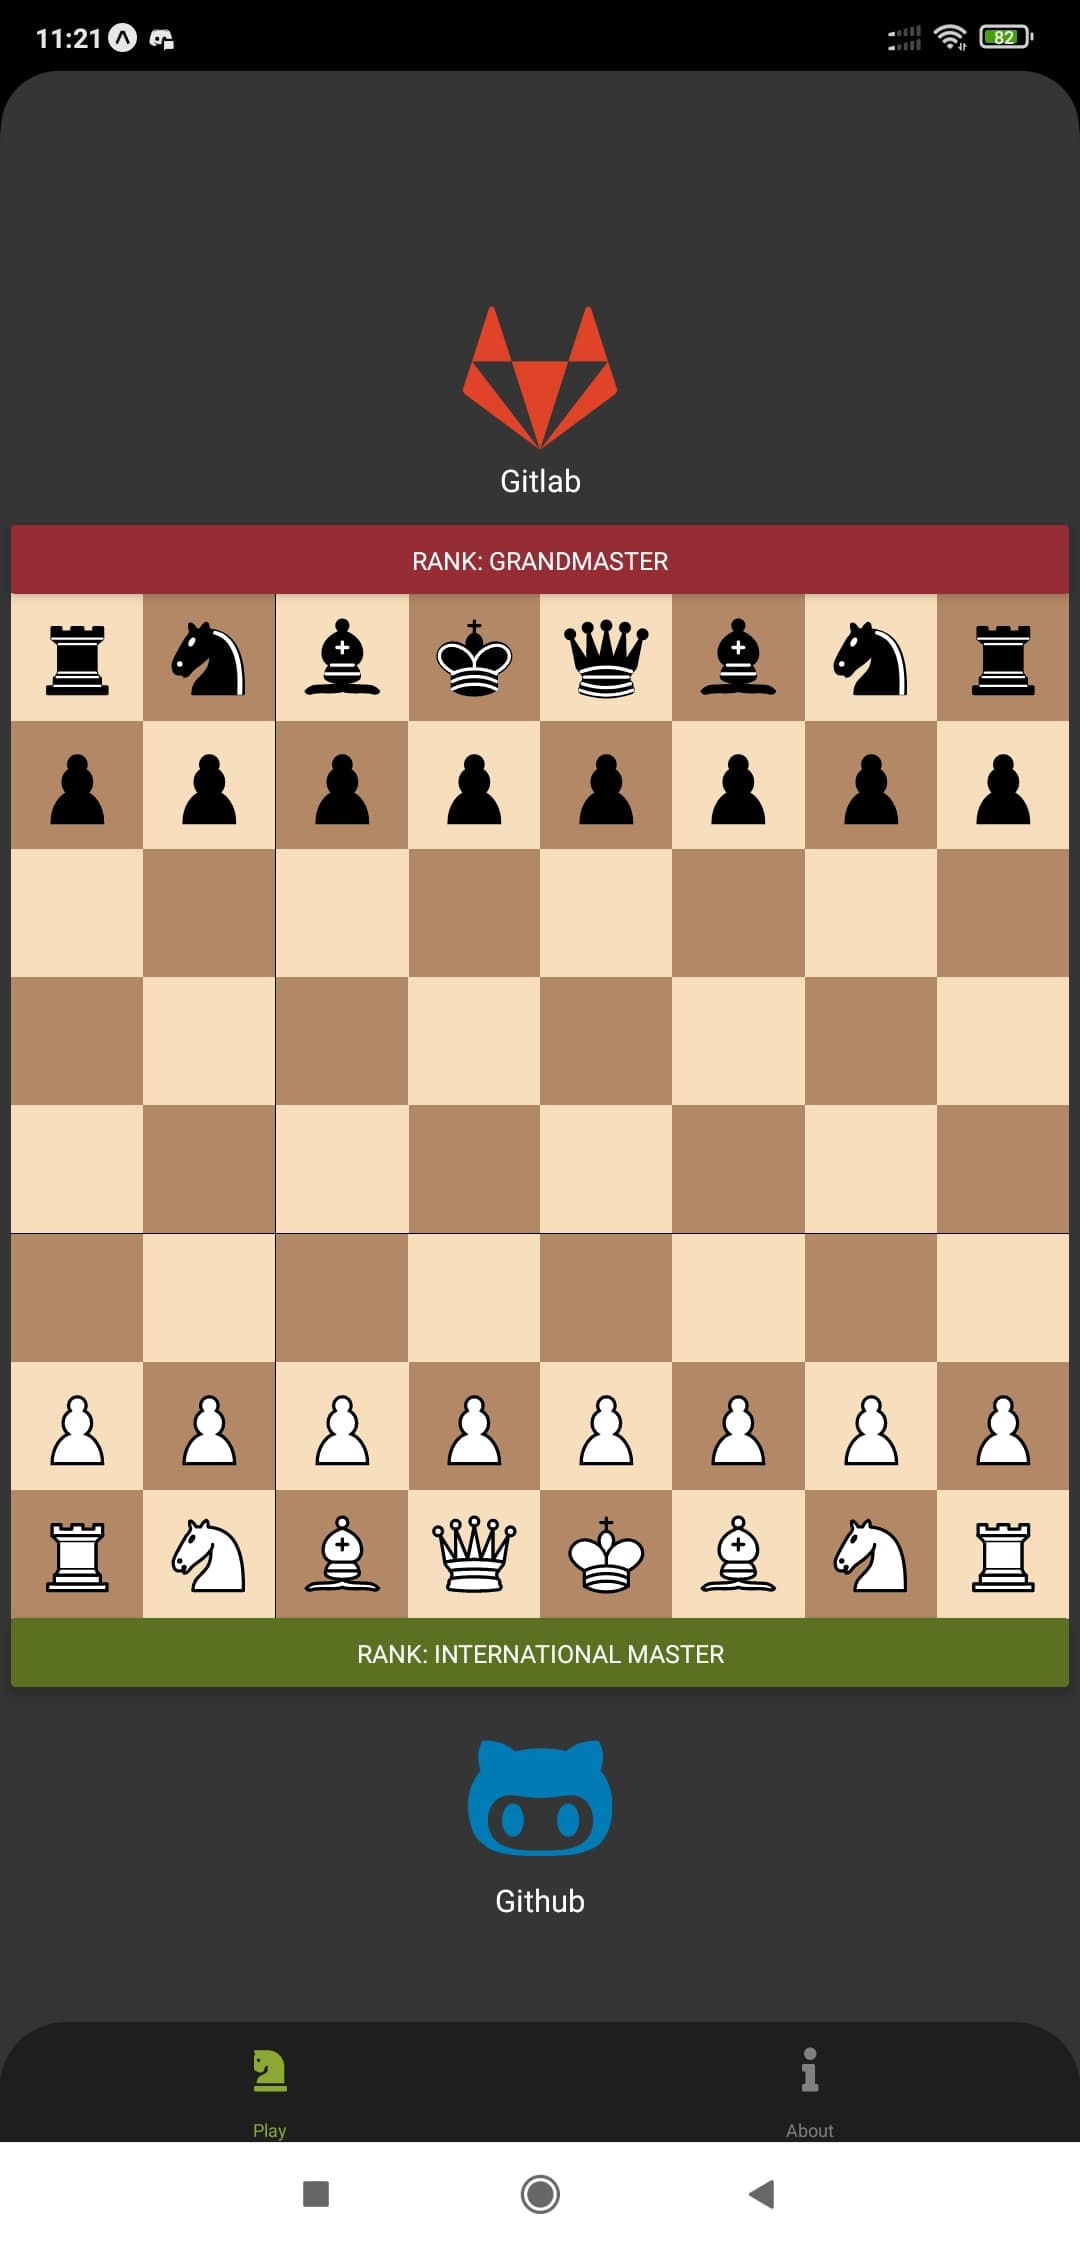 11:21
82
Gitlab
RANK: GRANDMASTER
RANK: INTERNATIONAL MASTER
Github
Play
About